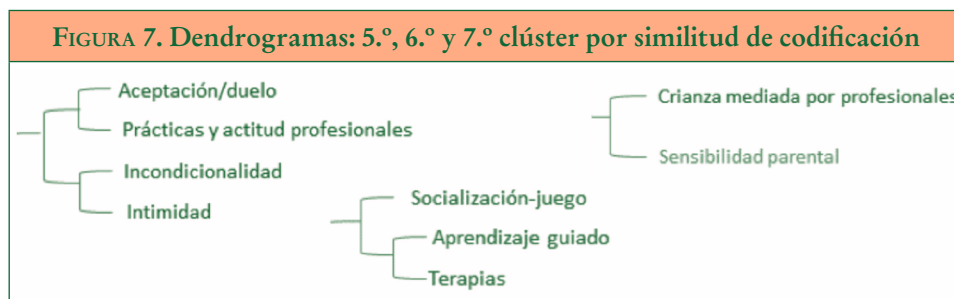 FIGURA 7. Dendrogramas: 5.º, 6.º y 7.º clúster por similitud de codificación
Aceptación/duelo
Prácticas y actitud profesionales
Incondicionalidad
Intimidad
Socialización-juego
Aprendizaje guiado
Terapias
Crianza mediada por profesionales
Sensibilidad parental